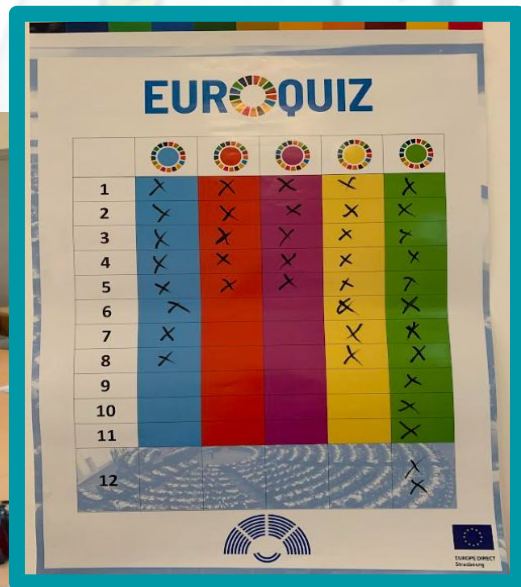 EUROQUIZ
1 X X X X X
2 X X X X X
3 X X X X X
4 X X X X X
5 X X X X X
6 X X X
7 X X X
8 X X X
9 X
10 X
11 X
12 X
X
EUROPE DIRECT
Strasbourg